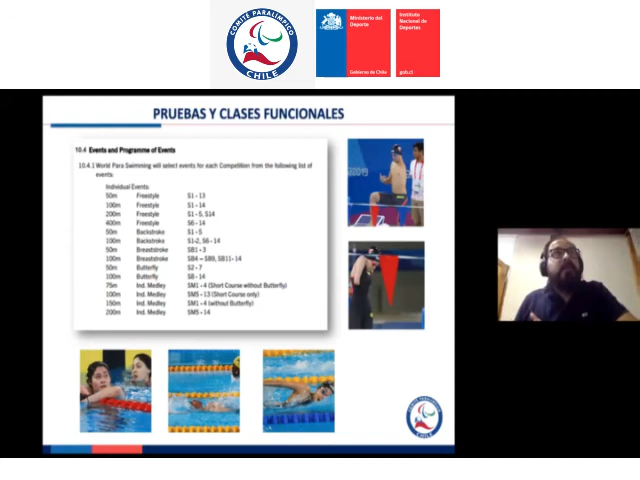 COMITÉ PARALÍMPICO
CHILE
Ministerio del
Deporte
Gobierno de Chile
Instituto
Nacional de
Deportes
gob.cl
PRUEBAS Y CLASES FUNCIONALES
10.4 Events and Programme of Events
10.4.1 World Para Swimming will select events for each Competition from the following list of
events:
Individual Events:
50m Freestyle S1 - 13
100m Freestyle S1 - 14
200m Freestyle S1 - 5, S14
400m Freestyle S6 - 14
50m Backstroke S1 - 5
100m Backstroke S1-2, S6 - 14
50m Breaststroke SB1 - 3
100m Breaststroke SB4 – SB9, SB11- 14
50m Butterfly S2 - 7
100m Butterfly S8 - 14
75m Ind. Medley SM1 - 4 (Short Course without Butterfly)
100m Ind. Medley SM5 - 13 (Short Course only)
150m Ind. Medley SM1 - 4 (without Butterfly)
200m Ind. Medley SM5 - 14
2019
COMITÉ PARALÍMPICO
CHILE